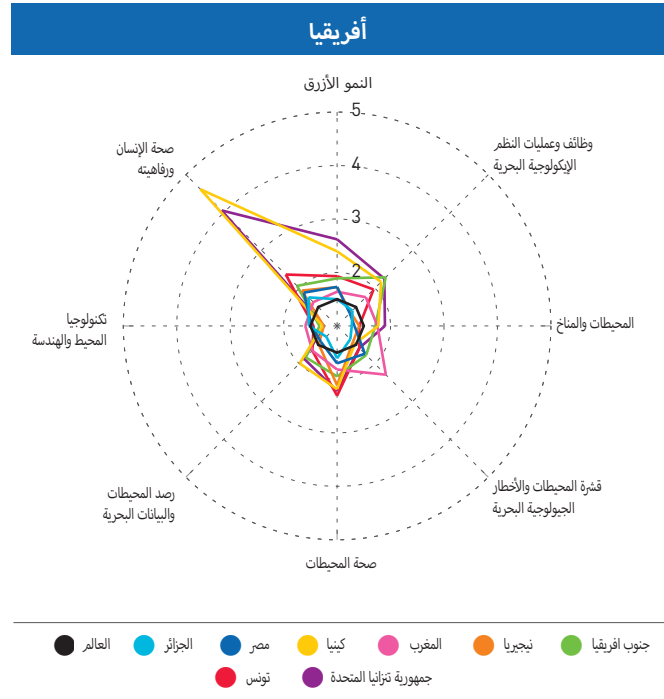 أفريقيا
النمو الأزرق
5
4
3
2
وظائف وعمليات النظم
الإيكولوجية البحرية
المحيطات والمناخ
قشرة المحيطات والأخطار
الجيولوجية البحرية
صحة المحيطات
رصد المحيطات
والبيانات البحرية
تكنولوجيا
المحيط والهندسة
صحة الإنسان
ورفاهيته
جنوب افريقيا نيجيريا المغرب كينيا مصر الجزائر العالم
جمهورية تنزانيا المتحدة تونس